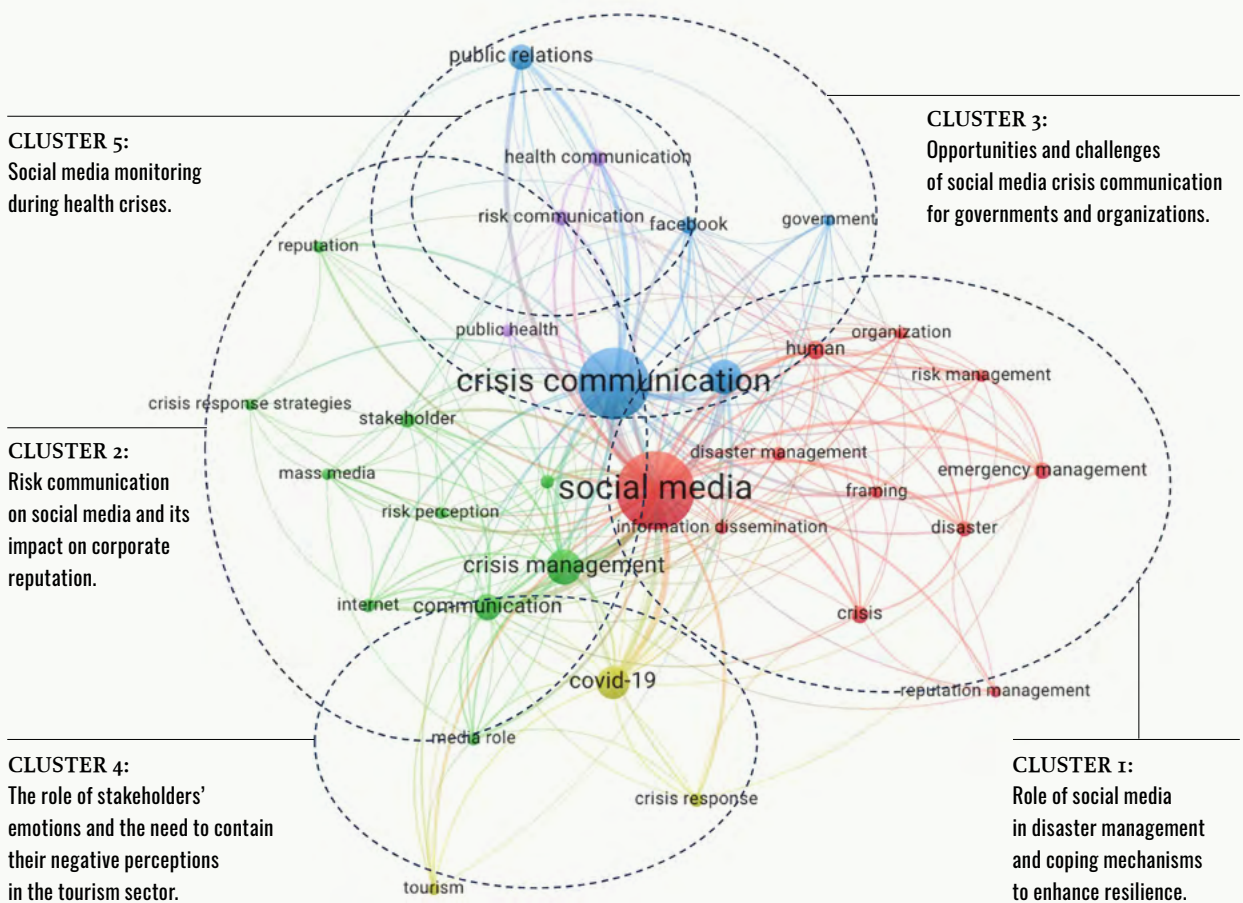 public relations
CLUSTER 5:
Social media monitoring
during health crises.
CLUSTER 3:
Opportunities and challenges
of social media crisis communication
for governments and organizations.
health communication
risk communication
facebook
government
reputation
public health
organization
human
risk management
crisis communication
crisis response strategies
stakeholder
CLUSTER 2:
Risk communication
on social media and its
impact on corporate
reputation.
mass media
disaster management
emergency management
social media
framing
risk perception
information dissemination
disaster
crisis management
internet
communication
crisis
covid-19
reputation management
media role
CLUSTER 4:
The role of stakeholders'
emotions and the need to contain
their negative perceptions
in the tourism sector.
crisis response
tourism
CLUSTER 1:
Role of social media
in disaster management
and coping mechanisms
to enhance resilience.